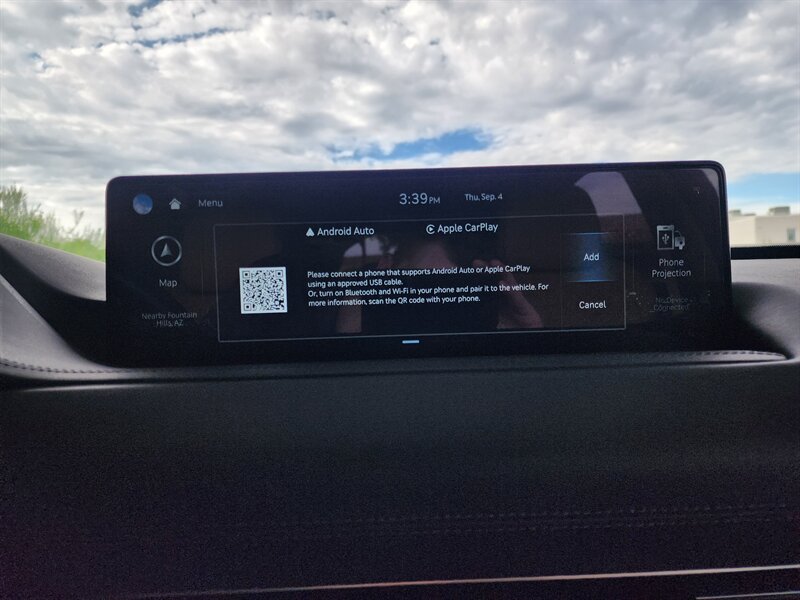 Menu
3:39PM
Thu, Sep. 4
Android Auto
Apple CarPlay
Map
Nearby Fountain
Hills, AZ
Please connect a phone that supports Android Auto or Apple CarPlay
using an approved USB cable.
Or, turn on Bluetooth and Wi-Fi in your phone and pair it to the vehicle. For
more information, scan the QR code with your phone.
Add
Cancel
Phone
Projection
No Device
Connected